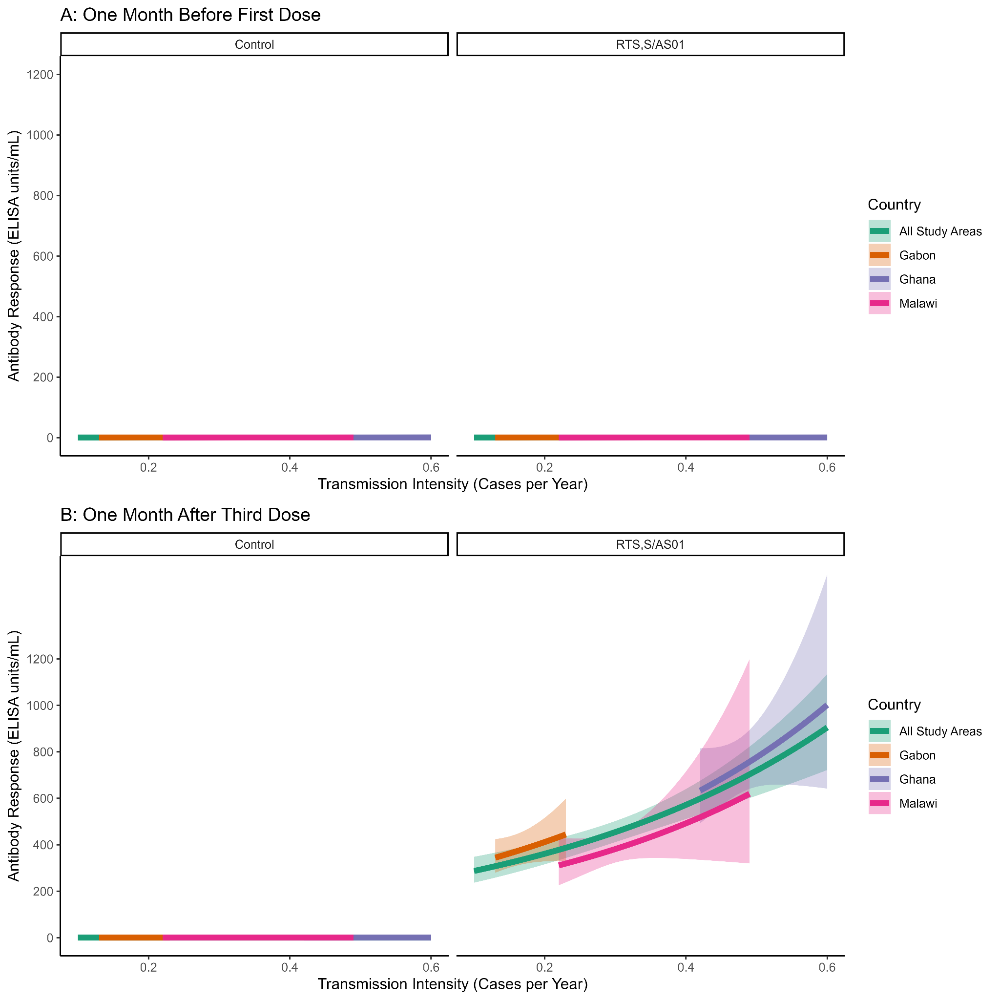 A: One Month Before First Dose
Control
RTS,S/AS01
Antibody Response (ELISA units/mL)
1200
1000
800
600
400
200
0
0.2
0.4
0.6
0.2
0.4
0.6
Transmission Intensity (Cases per Year)
Country
All Study Areas
Gabon
Ghana
Malawi
B: One Month After Third Dose
Control
RTS,S/AS01
Antibody Response (ELISA units/mL)
1200
1000
800
600
400
200
0
0.2
0.4
0.6
0.2
0.4
0.6
Transmission Intensity (Cases per Year)
Country
All Study Areas
Gabon
Ghana
Malawi